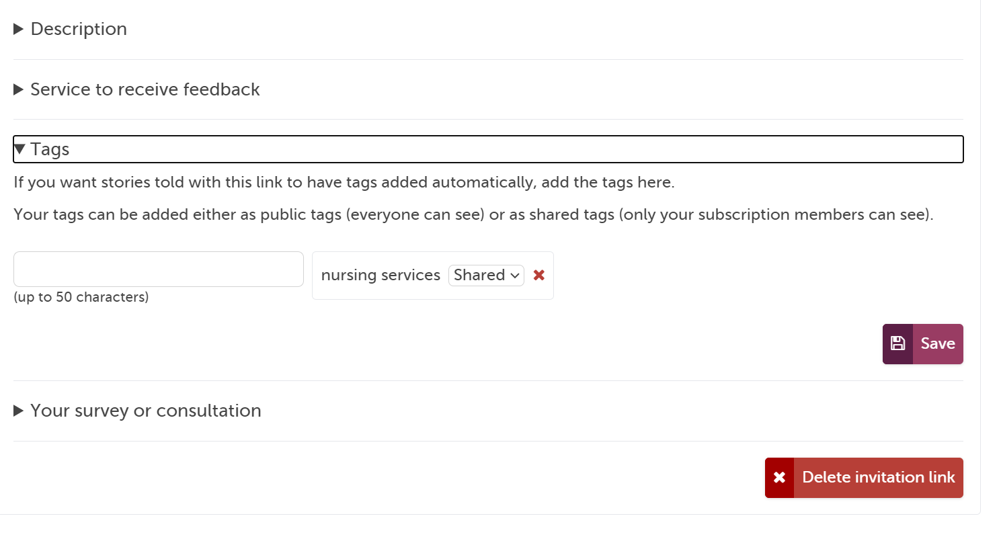 Description
Service to receive feedback
Tags
If you want stories told with this link to have tags added automatically, add the tags here.
Your tags can be added either as public tags (everyone can see) or as shared tags (only your subscription members can see).
nursing services Shared
(up to 50 characters)
Save
Your survey or consultation
Delete invitation link